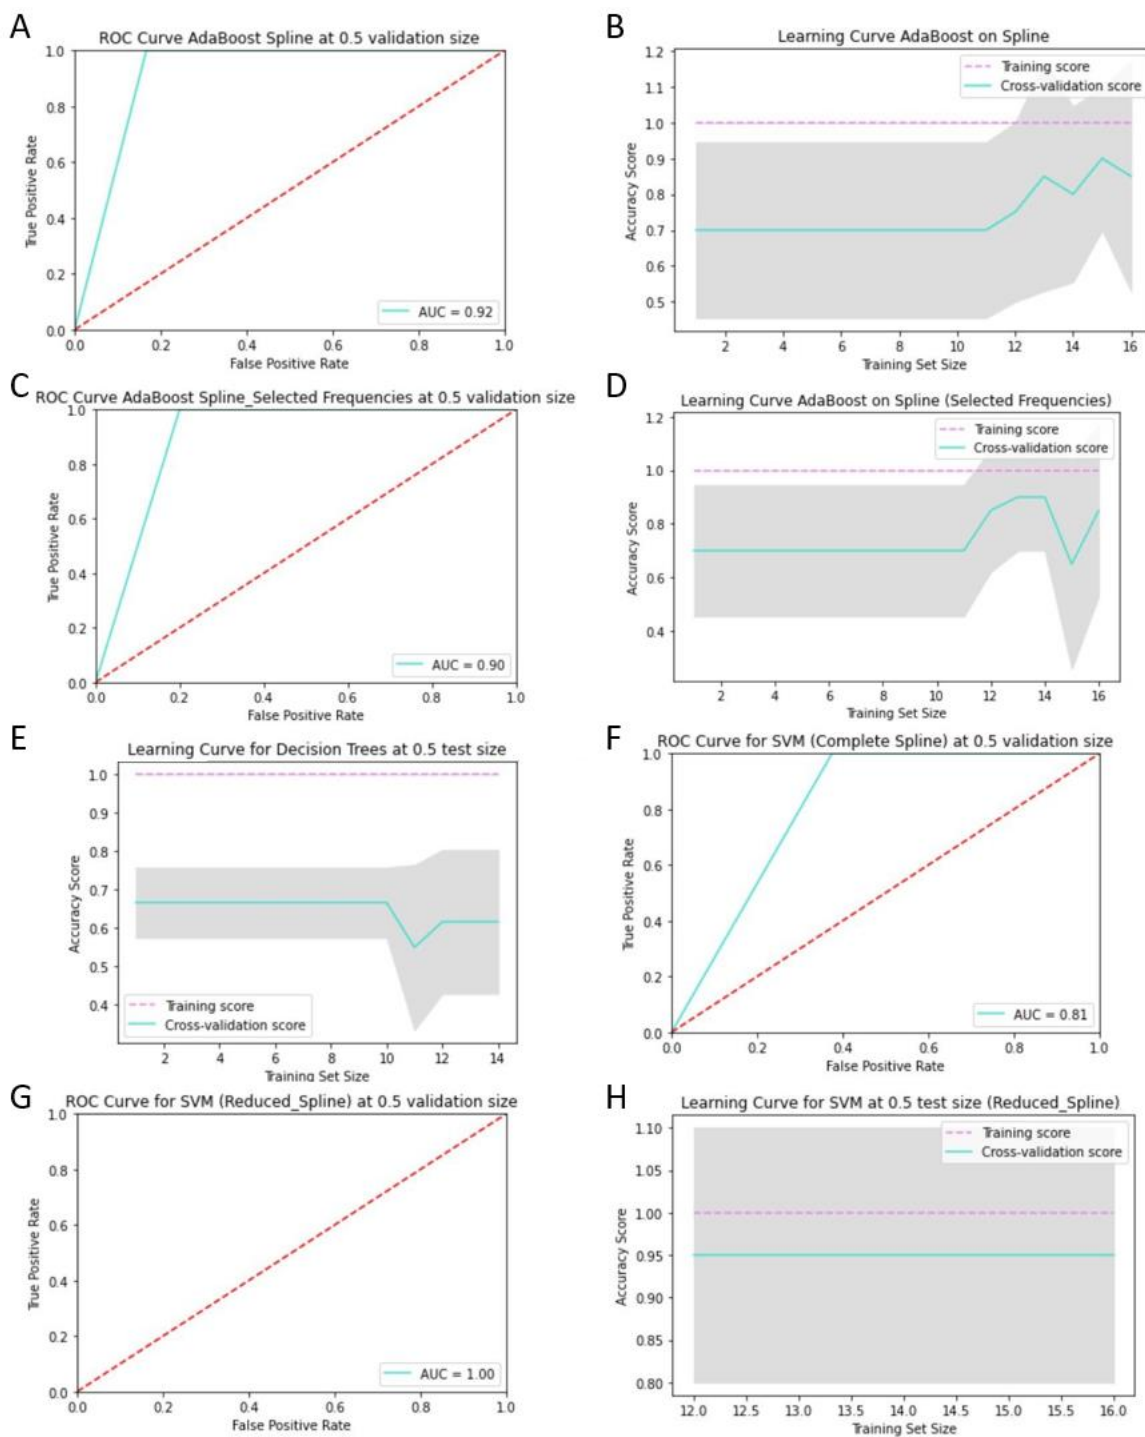 A
ROC Curve AdaBoost Spline at 0.5 validation size
1.0
0.8
0.6
0.4
0.2
0.0
True Positive Rate
AUC = 0.92
0.0 0.2 0.4 0.6 0.8 1.0
False Positive Rate
B
Learning Curve AdaBoost on Spline
1.2
1.1
1.0
0.9
0.8
0.7
0.6
0.5
Accuracy Score
Training score
Cross-validation score
2 4 6 8 10 12 14 16
Training Set Size
C
ROC Curve AdaBoost Spline_Selected Frequencies at 0.5 validation size
1.0
0.8
0.6
0.4
0.2
0.0
True Positive Rate
AUC = 0.90
0.0 0.2 0.4 0.6 0.8 1.0
False Positive Rate
D
Learning Curve AdaBoost on Spline (Selected Frequencies)
1.2
1.0
0.8
0.6
0.4
Accuracy Score
Training score
Cross-validation score
2 4 6 8 10 12 14 16
Training Set Size
E
Learning Curve for Decision Trees at 0.5 test size
1.0
0.9
0.8
0.7
0.6
0.5
0.4
Accuracy Score
Training score
Cross-validation score
2 4 6 8 10 12 14
Training Set Size
F
ROC Curve for SVM (Complete Spline) at 0.5 validation size
1.0
0.8
0.6
0.4
0.2
0.0
True Positive Rate
AUC = 0.81
0.0 0.2 0.4 0.6 0.8 1.0
False Positive Rate
G
ROC Curve for SVM (Reduced_Spline) at 0.5 validation size
1.0
0.8
0.6
0.4
0.2
0.0
True Positive Rate
AUC = 1.00
0.0 0.2 0.4 0.6 0.8 1.0
False Positive Rate
H
Learning Curve for SVM at 0.5 test size (Reduced_Spline)
1.10
1.05
1.00
0.95
0.90
0.85
0.80
Accuracy Score
Training score
Cross-validation score
12.0 12.5 13.0 13.5 14.0 14.5 15.0 15.5 16.0
Training Set Size